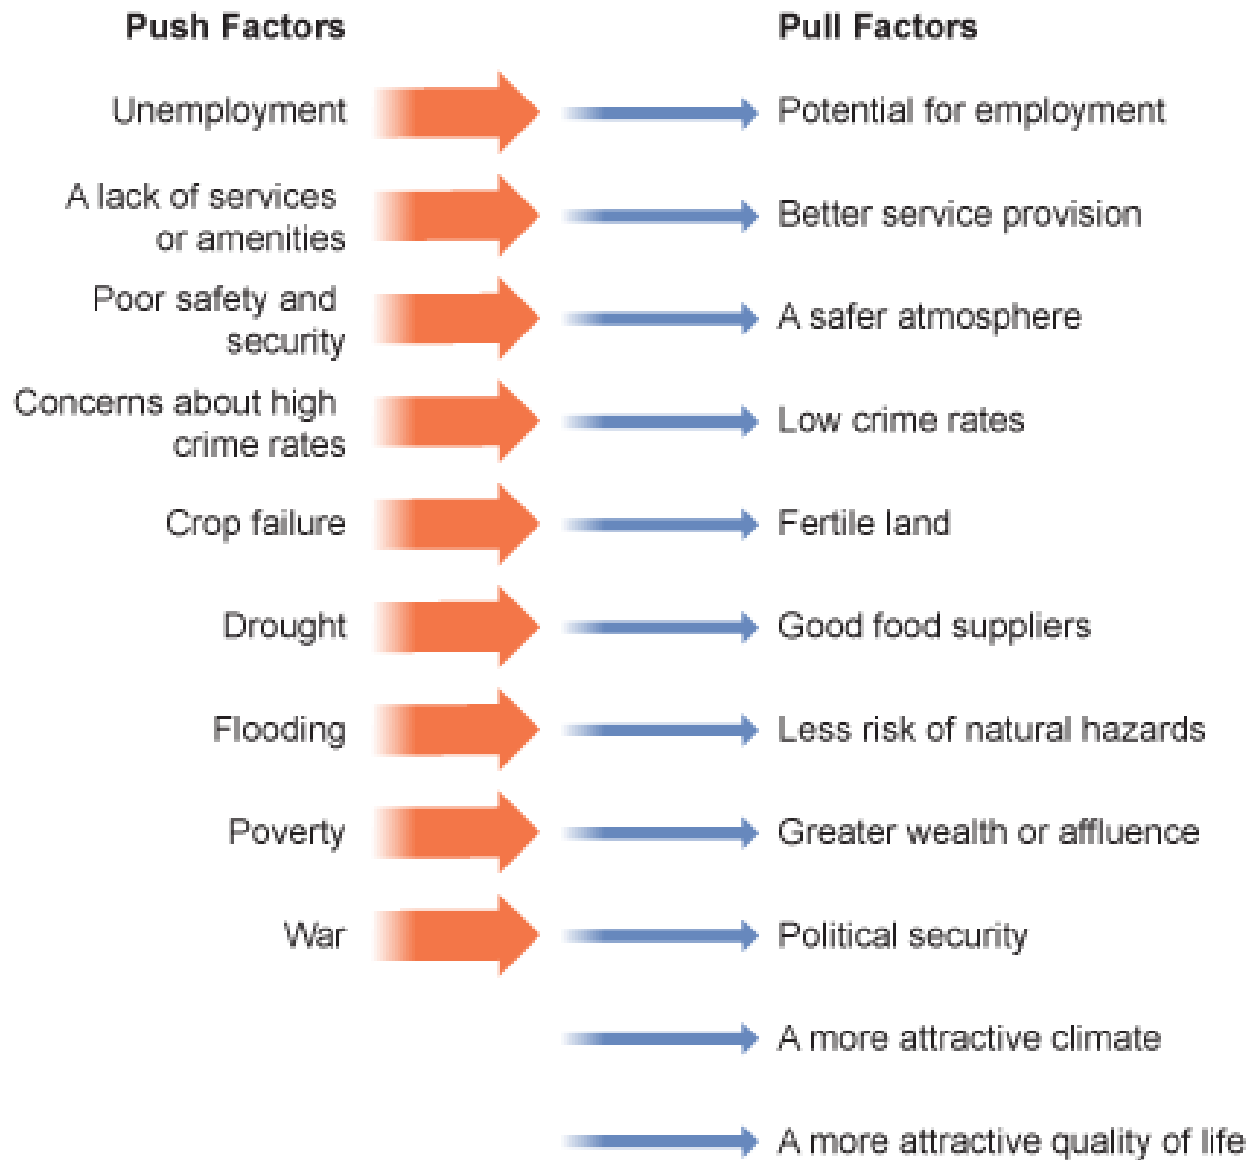 Push Factors
Pull Factors
Unemployment
Potential for employment
A lack of services
or amenities
Better service provision
Poor safety and
security
A safer atmosphere
Concerns about high
crime rates
Low crime rates
Crop failure
Fertile land
Drought
Good food suppliers
Flooding
Less risk of natural hazards
Poverty
Greater wealth or affluence
War
Political security
A more attractive climate
A more attractive quality of life